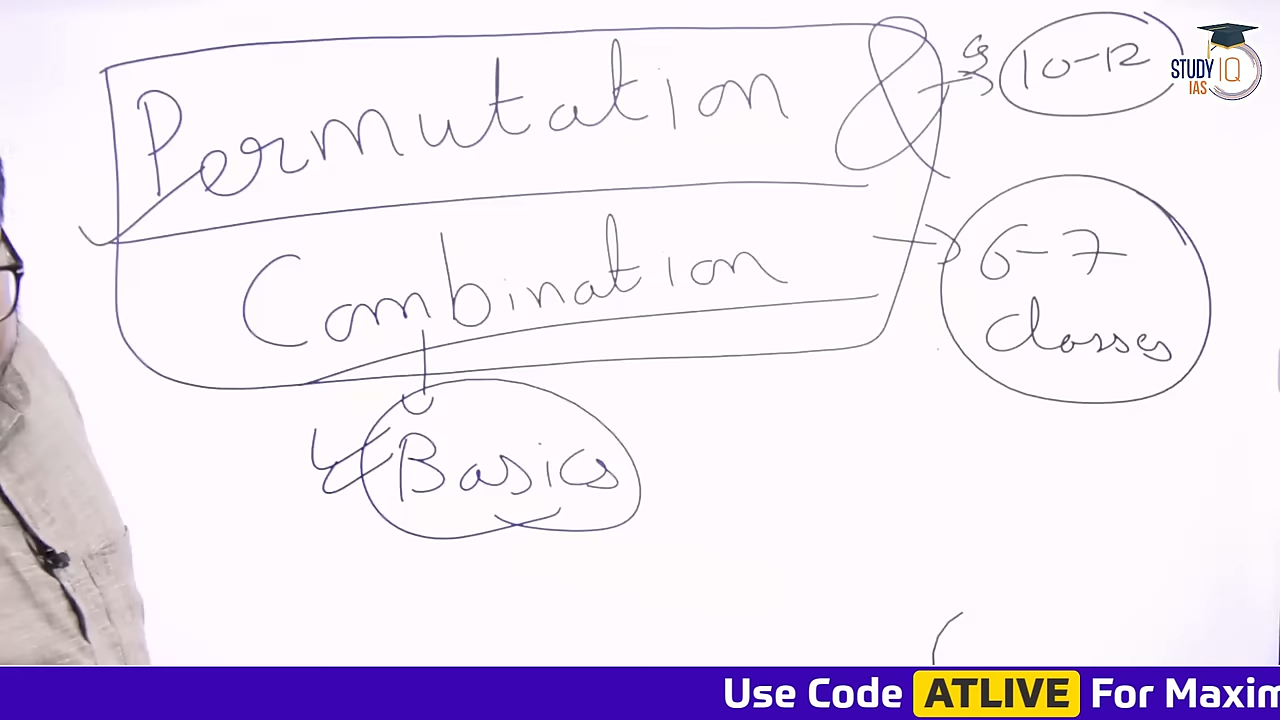 Permutation &
Combination
Basics
10-12
6-7
classes
STUDY IQ
IAS
Use Code ATLIVE For Maxim